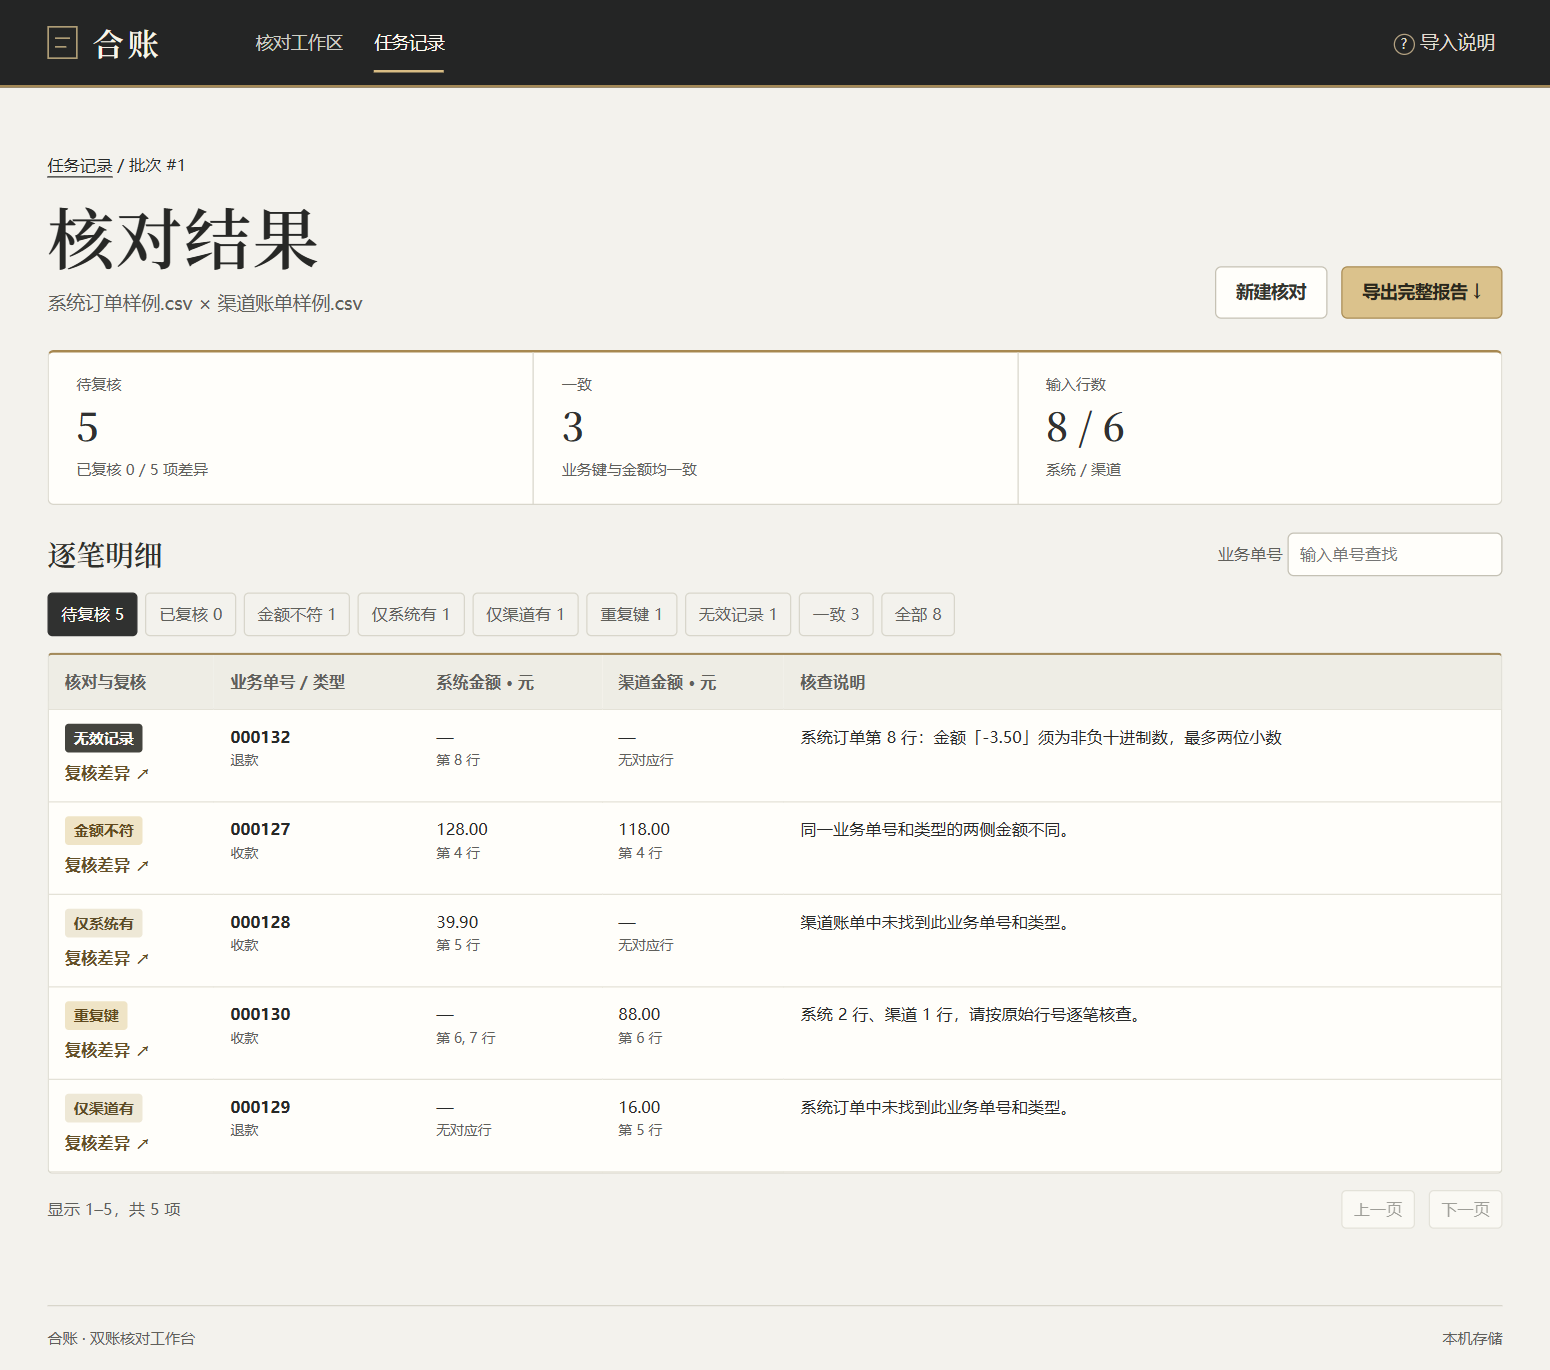 合账
核对工作区 任务记录
? 导入说明
任务记录 / 批次 #1
核对结果
系统订单样例.csv × 渠道账单样例.csv
新建核对 导出完整报告↓
待复核
5
已复核 0 / 5 项差异
一致
3
业务键与金额均一致
输入行数
8 / 6
系统 / 渠道
逐笔明细
业务单号 输入单号查找
待复核 5 已复核 0 金额不符 1 仅系统有 1 仅渠道有 1 重复键 1 无效记录 1 一致 3 全部 8
核对与复核 业务单号 / 类型 系统金额 • 元 渠道金额 • 元 核查说明
无效记录 000132 — — 系统订单第 8 行：金额「-3.50」须为非负十进制数，最多两位小数
复核差异 ↗ 退款 第 8 行 无对应行
金额不符 000127 128.00 118.00 同一业务单号和类型的两侧金额不同。
复核差异 ↗ 收款 第 4 行 第 4 行
仅系统有 000128 39.90 — 渠道账单中未找到此业务单号和类型。
复核差异 ↗ 收款 第 5 行 无对应行
重复键 000130 — 88.00 系统 2 行、渠道 1 行，请按原始行号逐笔核查。
复核差异 ↗ 收款 第 6, 7 行 第 6 行
仅渠道有 000129 — 16.00 系统订单中未找到此业务单号和类型。
复核差异 ↗ 退款 无对应行 第 5 行
显示 1–5，共 5 项
上一页 下一页
合账 · 双账核对工作台
本机存储